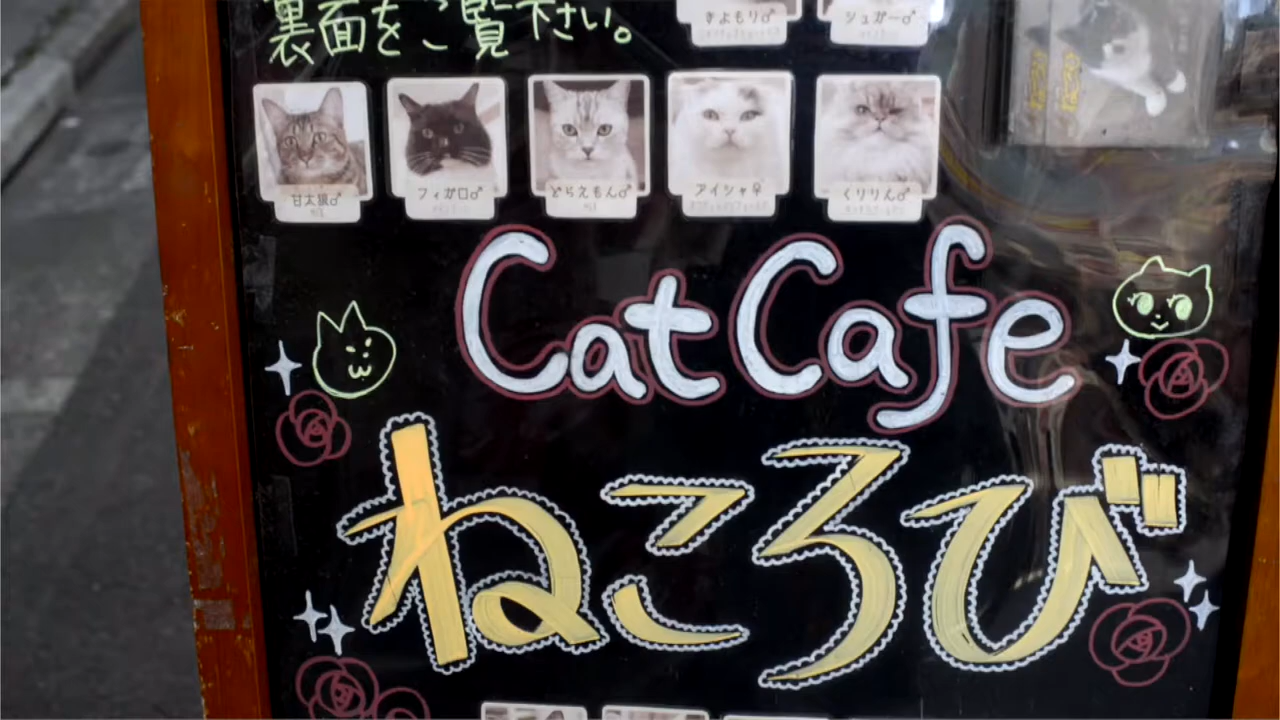 裏面をご覧下さい。
きよもり♂ シュガー♂
甘太狼♂ フィガロ♂ どらえもん♂ アイシャ♀ くりりん♂
Cat Cafe
ねころび